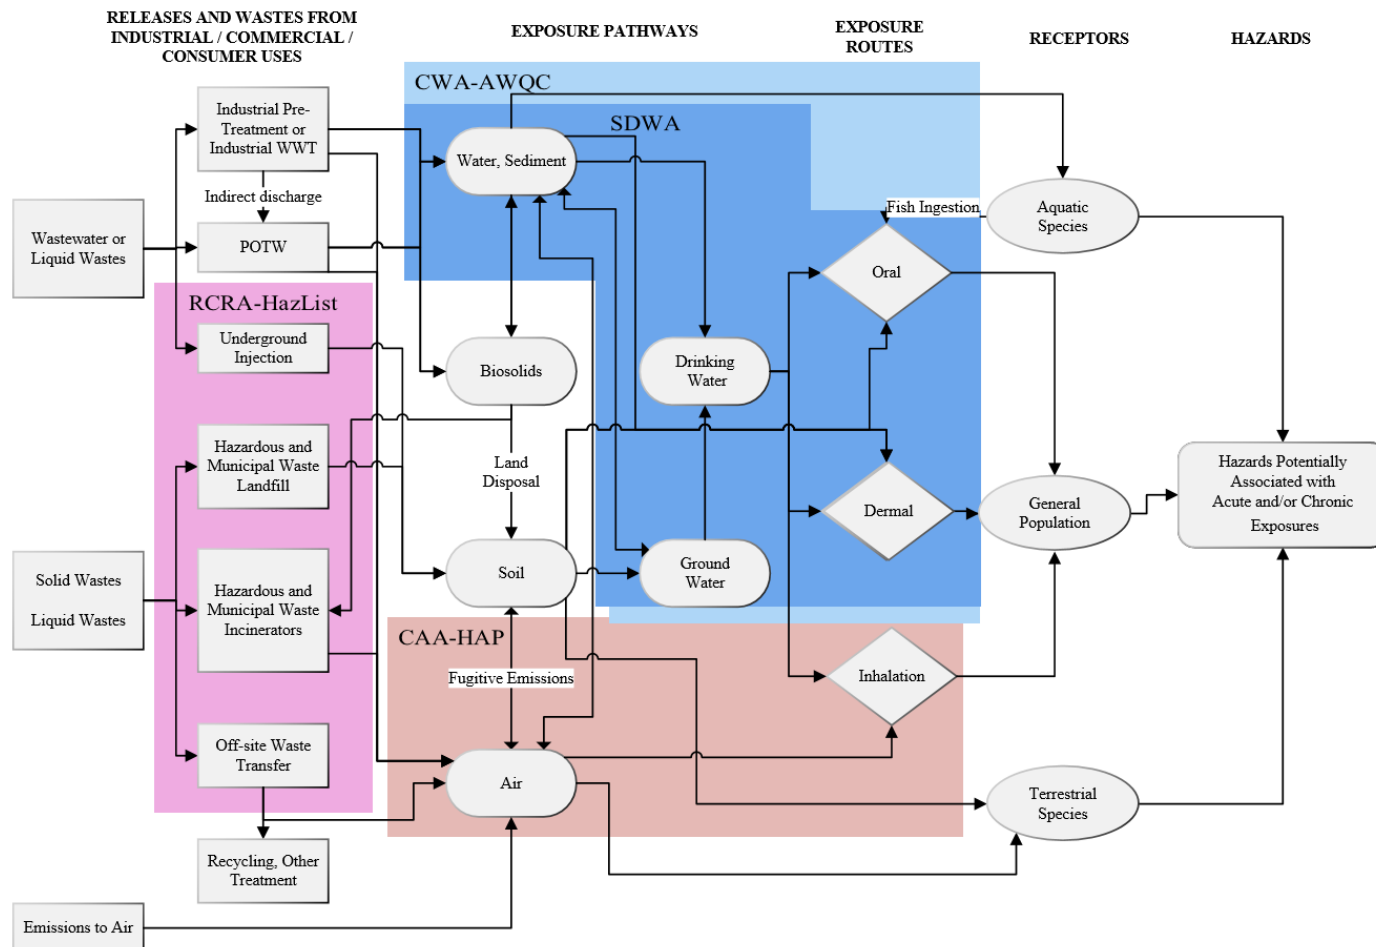 RELEASES AND WASTES FROM
INDUSTRIAL / COMMERCIAL /
CONSUMER USES
EXPOSURE PATHWAYS
EXPOSURE
ROUTES
RECEPTORS
HAZARDS
CWA-AWQC
SDWA
Industrial Pre-
Treatment or
Industrial WWT
Water, Sediment
Indirect discharge
Wastewater or
Liquid Wastes
POTW
Fish Ingestion
Aquatic
Species
Oral
RCRA-HazList
Underground
Injection
Biosolids
Drinking
Water
Hazardous and
Municipal Waste
Landfill
Land
Disposal
Dermal
General
Population
Hazards Potentially
Associated with
Acute and/or Chronic
Exposures
Solid Wastes
Liquid Wastes
Hazardous and
Municipal Waste
Incinerators
Soil
Ground
Water
CAA-HAP
Fugitive Emissions
Inhalation
Off-site Waste
Transfer
Air
Terrestrial
Species
Recycling, Other
Treatment
Emissions to Air